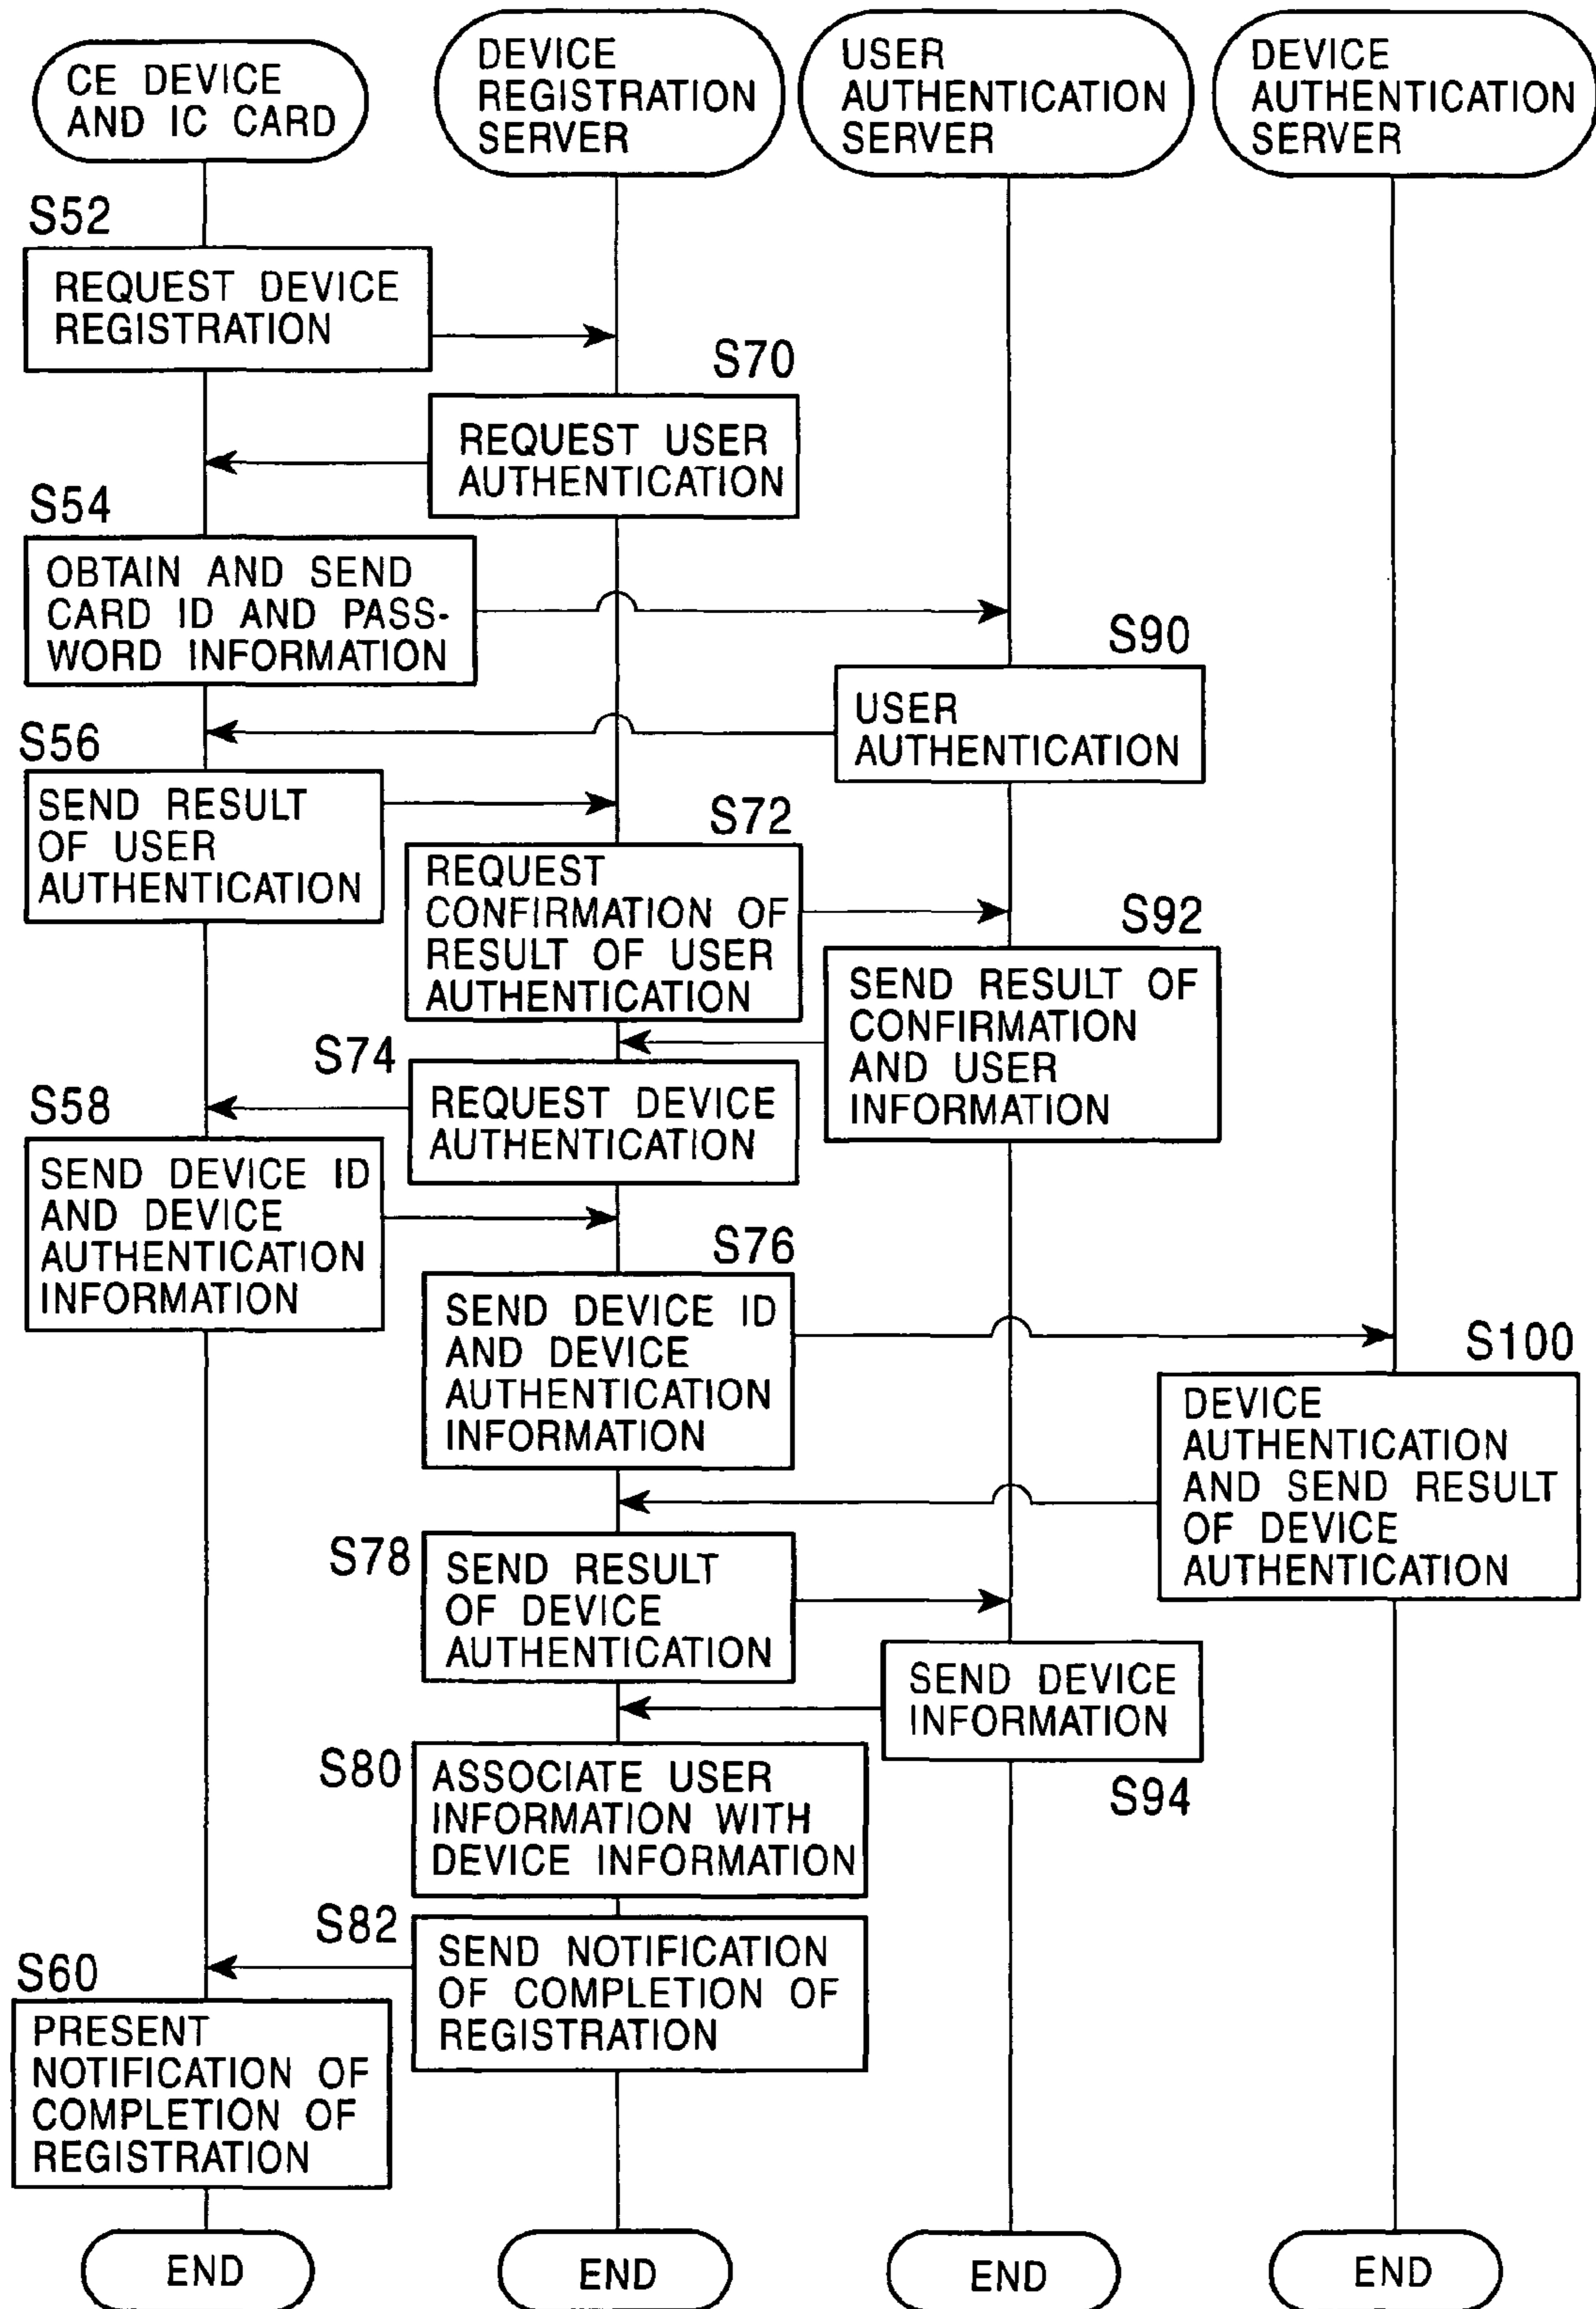 CE DEVICE
AND IC CARD
DEVICE
REGISTRATION
SERVER
USER
AUTHENTICATION
SERVER
DEVICE
AUTHENTICATION
SERVER
S52
REQUEST DEVICE
REGISTRATION
S70
REQUEST USER
AUTHENTICATION
S54
OBTAIN AND SEND
CARD ID AND PASS-
WORD INFORMATION
S90
USER
AUTHENTICATION
S56
SEND RESULT
OF USER
AUTHENTICATION
S72
REQUEST
CONFIRMATION OF
RESULT OF USER
AUTHENTICATION
S92
SEND RESULT OF
CONFIRMATION
AND USER
INFORMATION
S74
REQUEST DEVICE
AUTHENTICATION
S58
SEND DEVICE ID
AND DEVICE
AUTHENTICATION
INFORMATION
S76
SEND DEVICE ID
AND DEVICE
AUTHENTICATION
INFORMATION
S100
DEVICE
AUTHENTICATION
AND SEND RESULT
OF DEVICE
AUTHENTICATION
S78
SEND RESULT
OF DEVICE
AUTHENTICATION
SEND DEVICE
INFORMATION
S94
S80
ASSOCIATE USER
INFORMATION WITH
DEVICE INFORMATION
S82
SEND NOTIFICATION
OF COMPLETION OF
REGISTRATION
S60
PRESENT
NOTIFICATION OF
COMPLETION OF
REGISTRATION
END
END
END
END